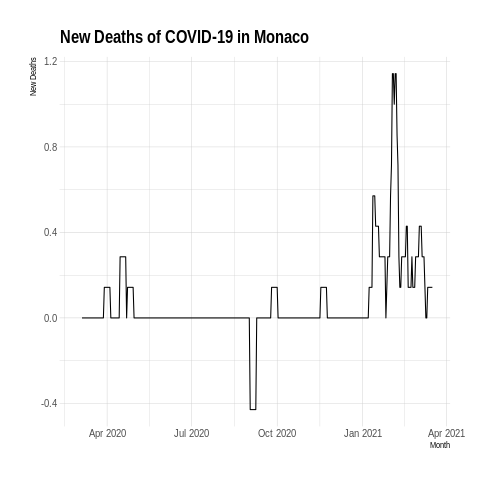 New Deaths of COVID-19 in Monaco
New Deaths
1.2
0.8
0.4
0.0
-0.4
Apr 2020 Jul 2020 Oct 2020 Jan 2021 Apr 2021
Month